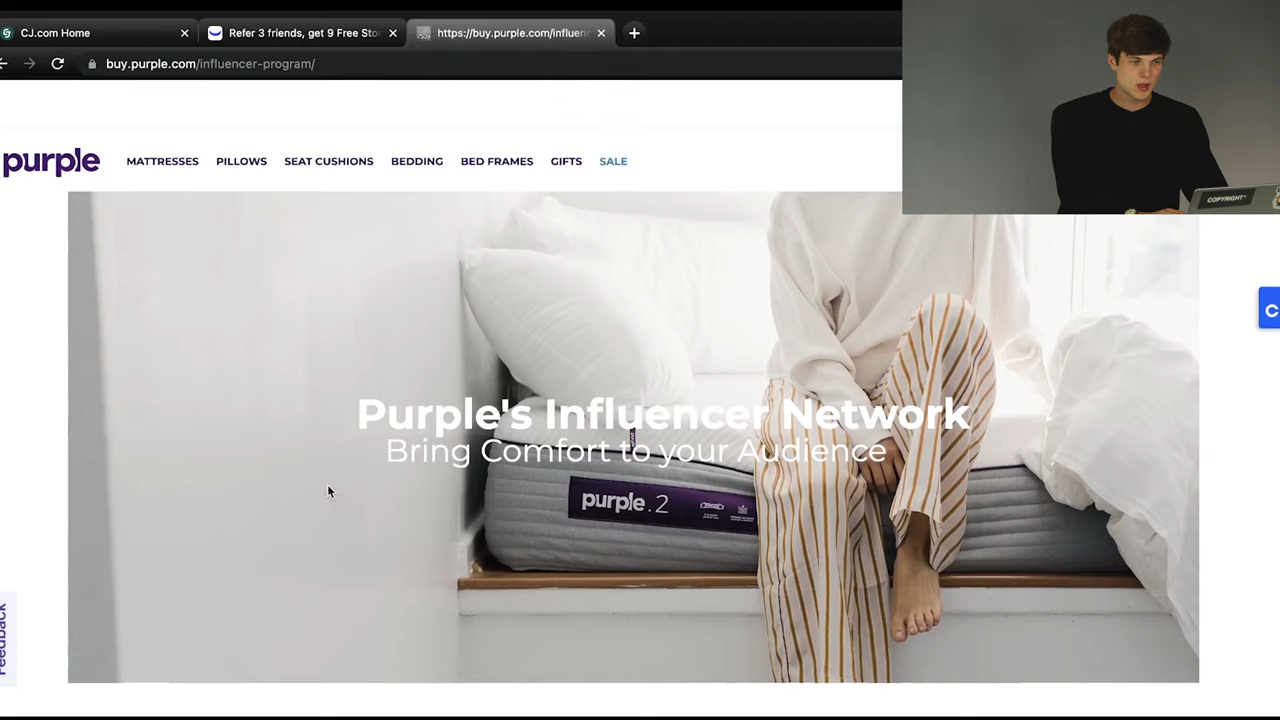 CJ.com Home
Refer 3 friends, get 9 Free Sto
https://buy.purple.com/influen
buy.purple.com/influencer-program/
purple
MATTRESSES PILLOWS SEAT CUSHIONS BEDDING BED FRAMES GIFTS SALE
COPYRIGHT
Purple's Influencer Network
Bring Comfort to your Audience
purple.2
Feedback